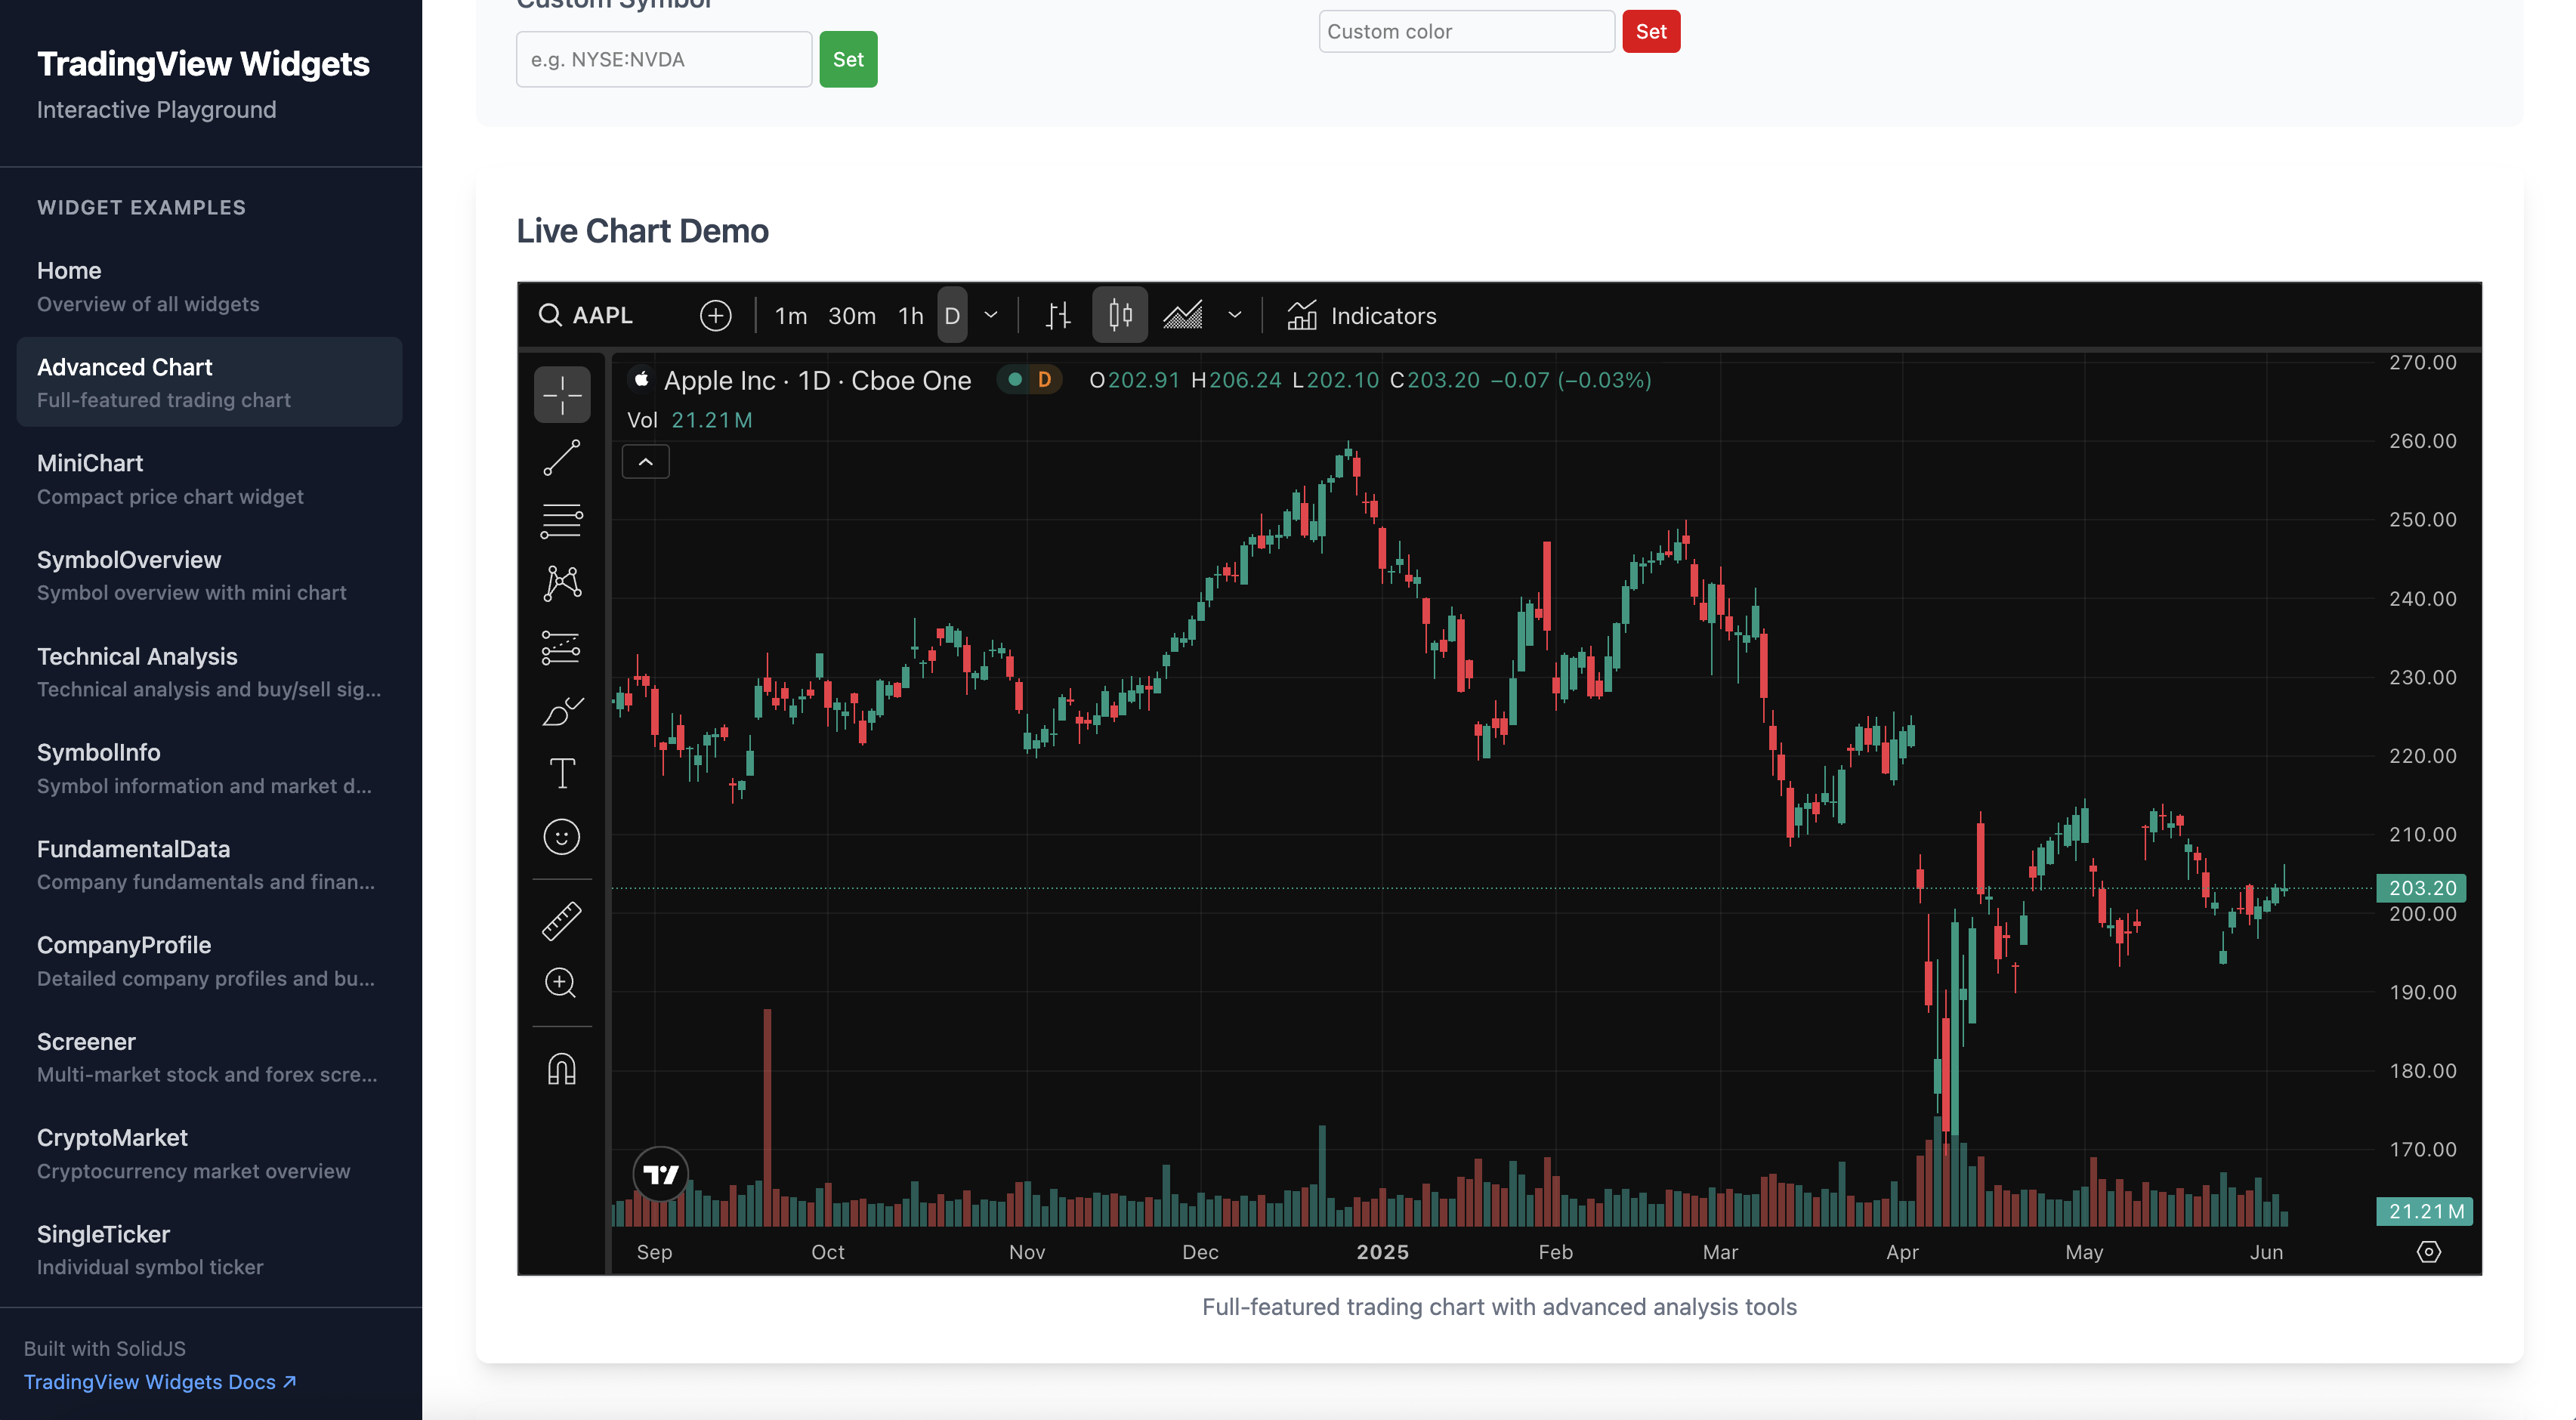 TradingView Widgets
Interactive Playground
WIDGET EXAMPLES
Home
Overview of all widgets
Advanced Chart
Full-featured trading chart
MiniChart
Compact price chart widget
SymbolOverview
Symbol overview with mini chart
Technical Analysis
Technical analysis and buy/sell sig...
SymbolInfo
Symbol information and market d...
FundamentalData
Company fundamentals and finan...
CompanyProfile
Detailed company profiles and bu...
Screener
Multi-market stock and forex scre...
CryptoMarket
Cryptocurrency market overview
SingleTicker
Individual symbol ticker
Built with SolidJS
TradingView Widgets Docs ↗
Custom Symbol
e.g. NYSE:NVDA Set
Custom color Set
Live Chart Demo
AAPL 1m 30m 1h D Indicators
Apple Inc · 1D · Cboe One D O202.91 H206.24 L202.10 C203.20 −0.07 (−0.03%)
Vol 21.21M
270.00
260.00
250.00
240.00
230.00
220.00
210.00
203.20
200.00
190.00
180.00
170.00
21.21M
Sep Oct Nov Dec 2025 Feb Mar Apr May Jun
Full-featured trading chart with advanced analysis tools